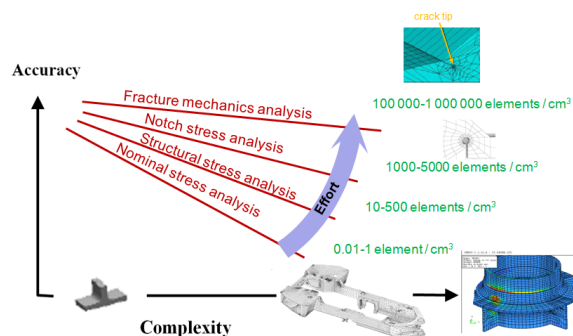 crack tip
Accuracy
Fracture mechanics analysis
100 000-1 000 000 elements / cm³
Notch stress analysis
Structural stress analysis
1000-5000 elements / cm³
Nominal stress analysis
Effort
10-500 elements / cm³
0.01-1 element / cm³
Complexity